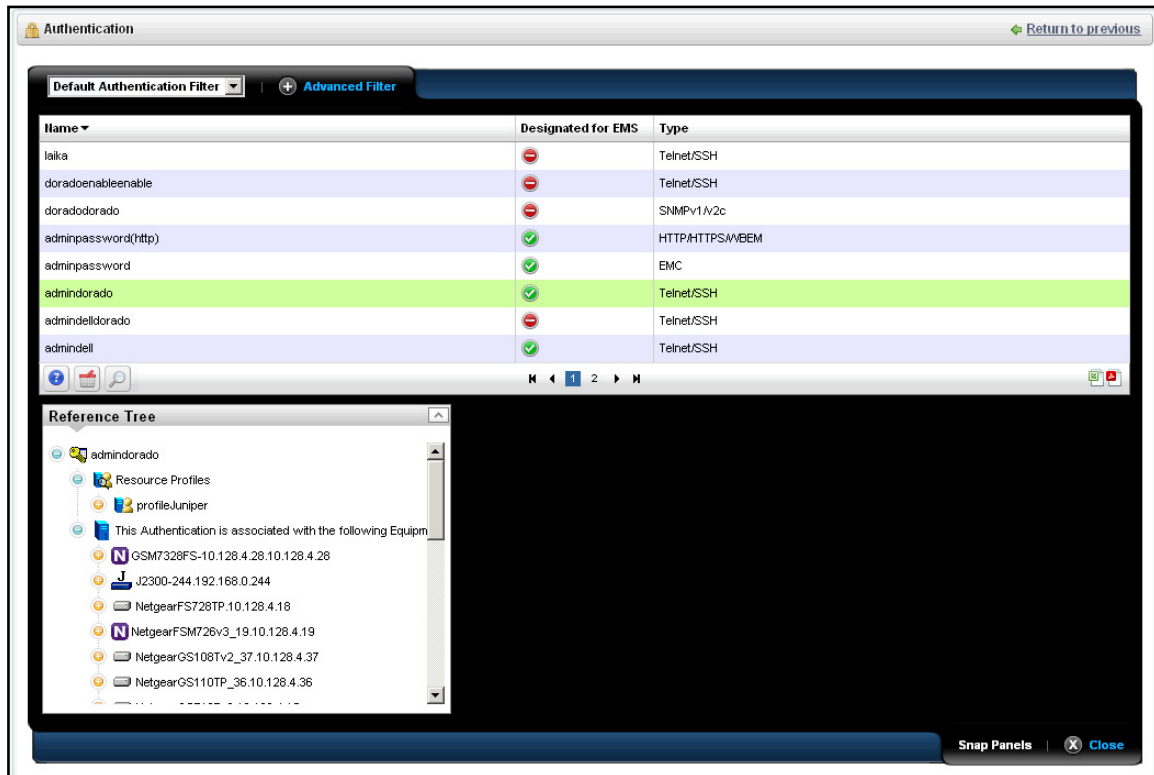 Authentication Return to previous
Default Authentication Filter | Advanced Filter
Name Designated for EMS Type
laika Telnet/SSH
doradoenableenable Telnet/SSH
doradodorado SNMPv1/v2c
adminpassword(http) HTTP/HTTPS/WBEM
adminpassword EMC
admindorado Telnet/SSH
admindelldorado Telnet/SSH
admindell Telnet/SSH
1 2
Reference Tree
admindorado
Resource Profiles
profileJuniper
This Authentication is associated with the following Equipm
N GSM7328FS-10.128.4.28.10.128.4.28
J J2300-244.192.168.0.244
NetgearFS728TP.10.128.4.18
N NetgearFSM726v3_19.10.128.4.19
NetgearGS108Tv2_37.10.128.4.37
NetgearGS110TP_36.10.128.4.36
Snap Panels | X Close